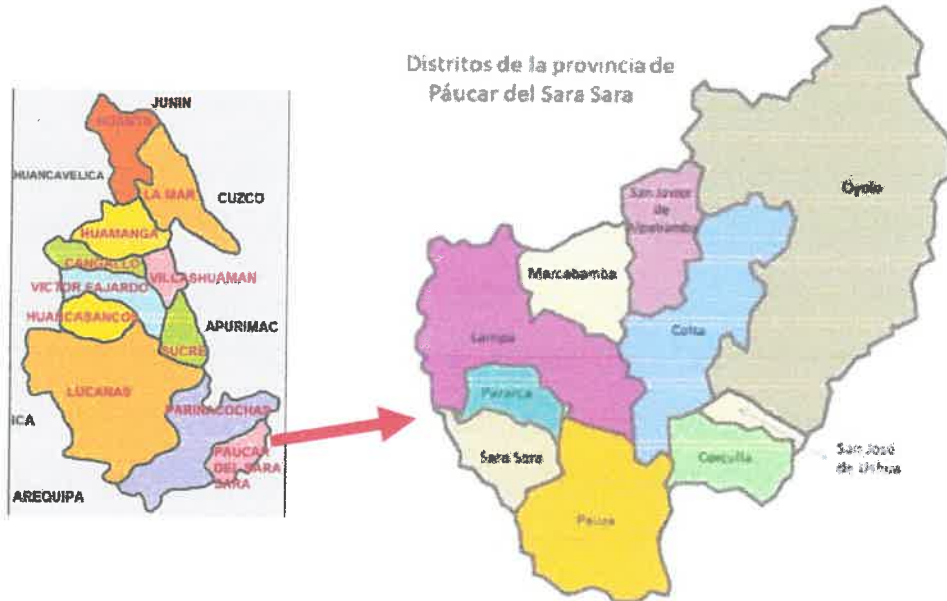 Distritos de la provincia de
Páucar del Sara Sara
JUNIN
HUANTA
HUANCAVELICA
LA MAR
CUZCO
HUAMANGA
CANGALLO
VILLASHUAMAN
VICTOR FAJARDO
HUANCASANCOS
APURIMAC
SUCRE
LUCANAS
PARINACOCHAS
ICA
PAUCAR
DEL SARA
SARA
AREQUIPA
Oyolo
San Javier
de
Alpabamba
Marcabamba
Colta
Lampa
Pararca
Sara Sara
Corculla
San José
de Ushua
Pausa